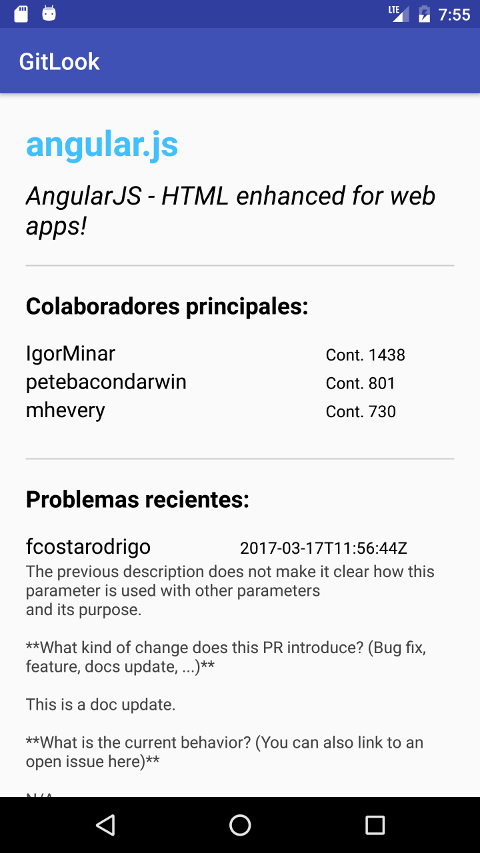 LTE 7:55
GitLook
angular.js
AngularJS - HTML enhanced for web
apps!
Colaboradores principales:
IgorMinar Cont. 1438
petebacondarwin Cont. 801
mhevery Cont. 730
Problemas recientes:
fcostarodrigo 2017-03-17T11:56:44Z
The previous description does not make it clear how this
parameter is used with other parameters
and its purpose.
**What kind of change does this PR introduce? (Bug fix,
feature, docs update, ...)**
This is a doc update.
**What is the current behavior? (You can also link to an
open issue here)**